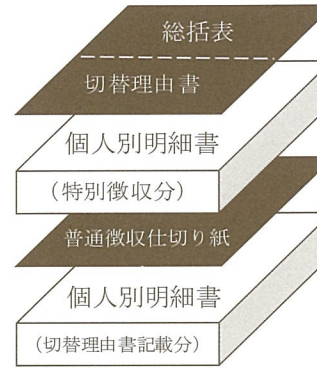 総括表
切替理由書
個人別明細書
(特別徴収分)
普通徴収仕切り紙
個人別明細書
(切替理由書記載分)